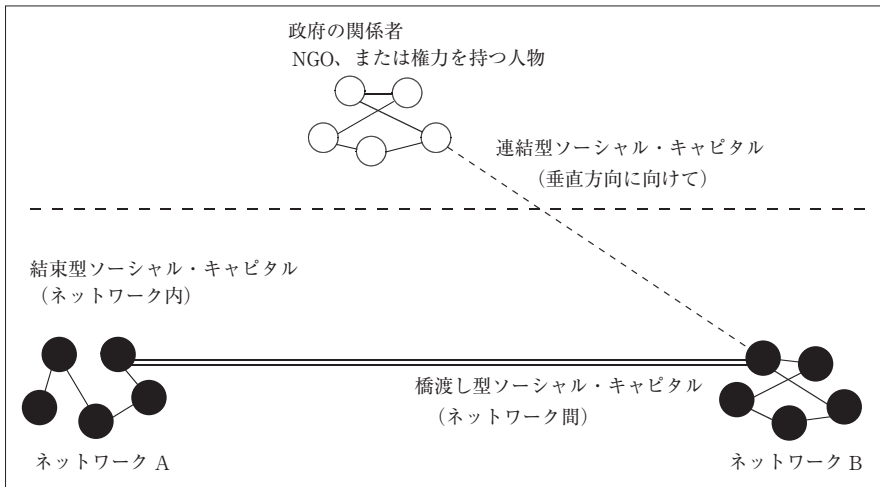 政府の関係者
NGO、または権力を持つ人物
連結型ソーシャル・キャピタル
（垂直方向に向けて）
結束型ソーシャル・キャピタル
（ネットワーク内）
橋渡し型ソーシャル・キャピタル
（ネットワーク間）
ネットワーク A
ネットワーク B